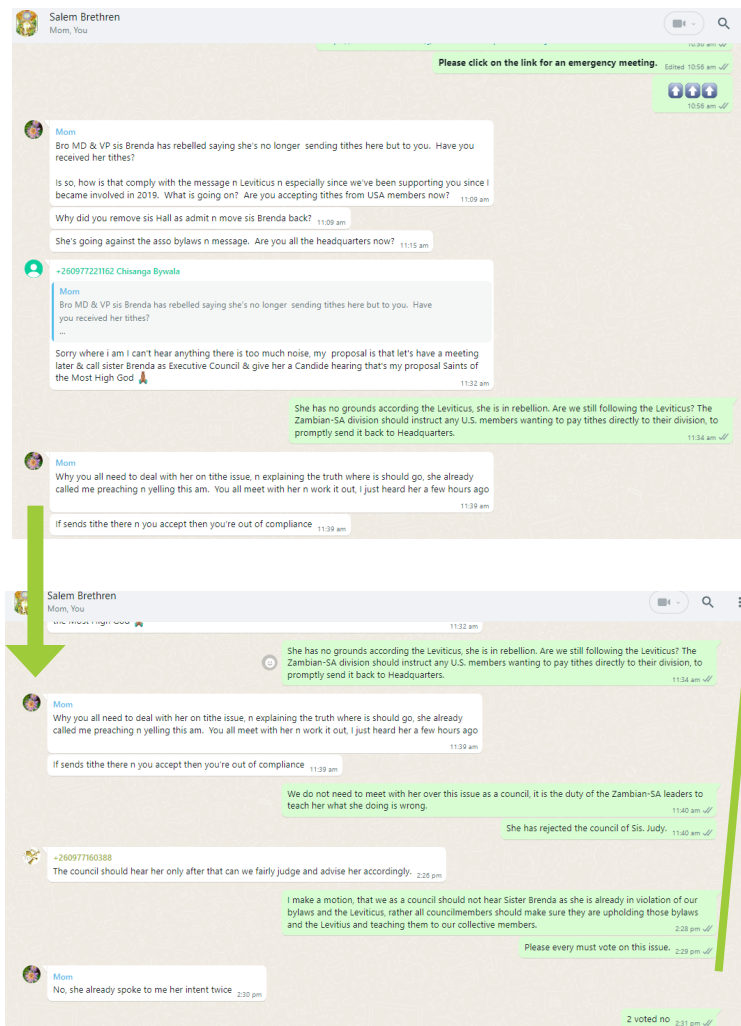 Salem Brethren
Mom, You
10:56 am
Please click on the link for an emergency meeting. Edited 10:56 am
10:56 am
Mom
Bro MD & VP sis Brenda has rebelled saying she's no longer sending tithes here but to you. Have you
received her tithes?
Is so, how is that comply with the message n Leviticus n especially since we've been supporting you since I
became involved in 2019. What is going on? Are you accepting tithes from USA members now? 11:09 am
Why did you remove sis Hall as admit n move sis Brenda back? 11:09 am
She's going against the asso bylaws n message. Are you all the headquarters now? 11:15 am
+260977221162 Chisanga Bywala
Mom
Bro MD & VP sis Brenda has rebelled saying she's no longer sending tithes here but to you. Have
you received her tithes?
...
Sorry where i am I can't hear anything there is too much noise, my proposal is that let's have a meeting
later & call sister Brenda as Executive Council & give her a Candide hearing that's my proposal Saints of
the Most High God 🙏
11:32 am
She has no grounds according the Leviticus, she is in rebellion. Are we still following the Leviticus? The
Zambian-SA division should instruct any U.S. members wanting to pay tithes directly to their division, to
promptly send it back to Headquarters.
11:34 am
Mom
Why you all need to deal with her on tithe issue, n explaining the truth where is should go, she already
called me preaching n yelling this am. You all meet with her n work it out, I just heard her a few hours ago
11:39 am
If sends tithe there n you accept then you're out of compliance 11:39 am
Salem Brethren
Mom, You
the Most High God 🙏
11:32 am
She has no grounds according the Leviticus, she is in rebellion. Are we still following the Leviticus? The
Zambian-SA division should instruct any U.S. members wanting to pay tithes directly to their division, to
promptly send it back to Headquarters.
11:34 am
Mom
Why you all need to deal with her on tithe issue, n explaining the truth where is should go, she already
called me preaching n yelling this am. You all meet with her n work it out, I just heard her a few hours ago
11:39 am
If sends tithe there n you accept then you're out of compliance 11:39 am
We do not need to meet with her over this issue as a council, it is the duty of the Zambian-SA leaders to
teach her what she doing is wrong.
11:40 am
She has rejected the council of Sis. Judy. 11:40 am
+260977160388
The council should hear her only after that can we fairly judge and advise her accordingly. 2:26 pm
I make a motion, that we as a council should not hear Sister Brenda as she is already in violation of our
bylaws and the Leviticus, rather all councilmembers should make sure they are upholding those bylaws
and the Levitius and teaching them to our collective members.
2:28 pm
Please every must vote on this issue. 2:29 pm
Mom
No, she already spoke to me her intent twice 2:30 pm
2 voted no 2:31 pm